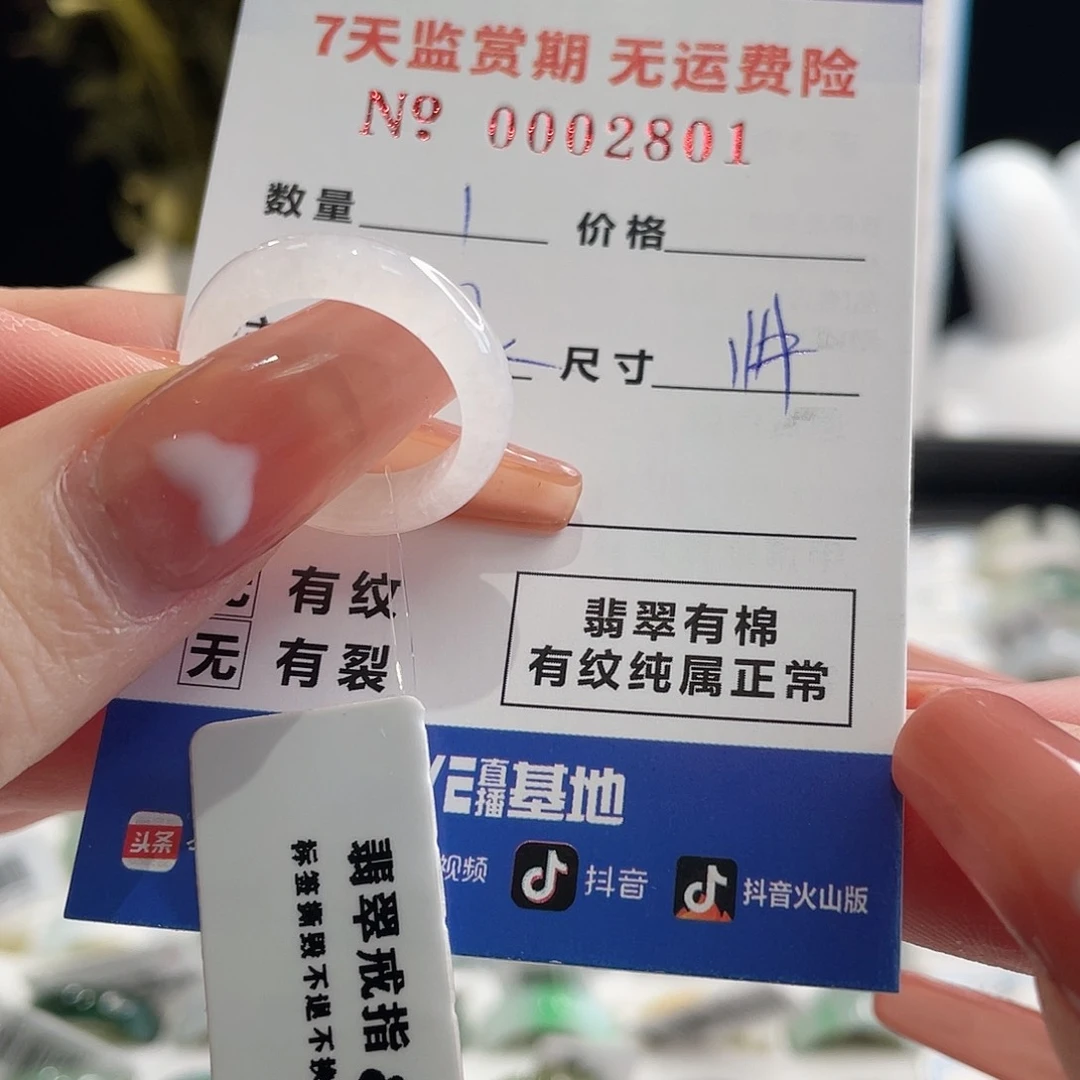 7天监赏期 无运费险
No 0002801
数量 1 价格
尺寸
有纹
无 有裂
翡翠有棉
有纹纯属正常
直播基地
头条
视频 抖音 抖音火山版
翡翠戒指
标签撕毁不退不换